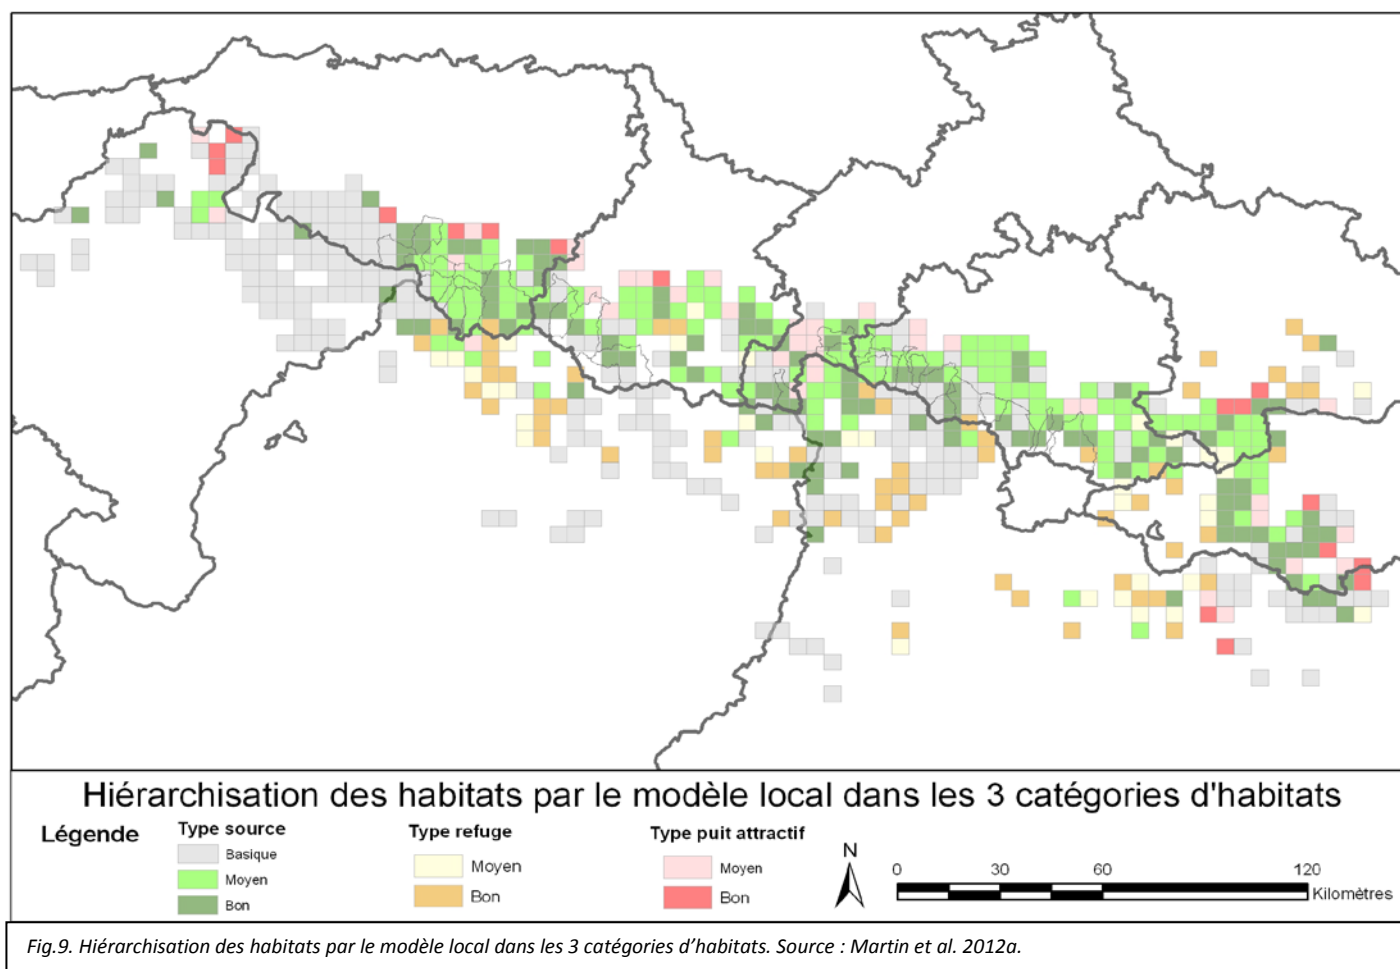 Hiérarchisation des habitats par le modèle local dans les 3 catégories d'habitats
Légende
Type source
Basique
Moyen
Bon
Type refuge
Moyen
Bon
Type puit attractif
Moyen
Bon
N
0 30 60 120
Kilomètres
Fig.9. Hiérarchisation des habitats par le modèle local dans les 3 catégories d’habitats. Source : Martin et al. 2012a.